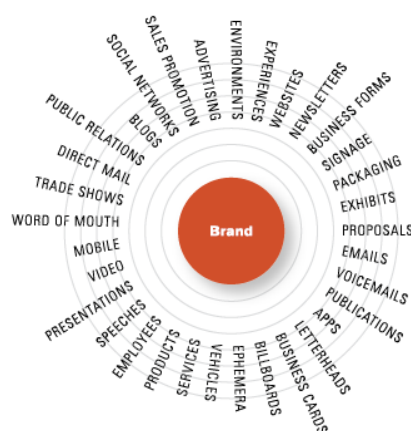 Brand
ENVIRONMENTS
EXPERIENCES
WEBSITES
NEWSLETTERS
BUSINESS FORMS
SIGNAGE
PACKAGING
EXHIBITS
PROPOSALS
EMAILS
VOICEMAILS
PUBLICATIONS
APPS
LETTERHEADS
BUSINESS CARDS
BILLBOARDS
EPHEMERA
VEHICLES
SERVICES
PRODUCTS
EMPLOYEES
SPEECHES
PRESENTATIONS
VIDEO
MOBILE
WORD OF MOUTH
TRADE SHOWS
DIRECT MAIL
PUBLIC RELATIONS
BLOGS
SOCIAL NETWORKS
SALES PROMOTION
ADVERTISING